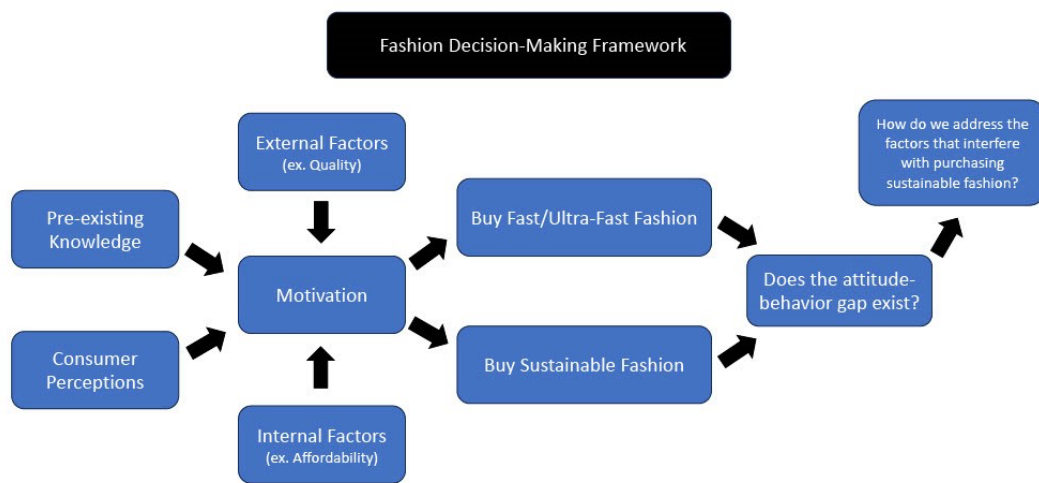 Fashion Decision-Making Framework
External Factors
(ex. Quality)
How do we address the
factors that interfere
with purchasing
sustainable fashion?
Pre-existing
Knowledge
Buy Fast/Ultra-Fast Fashion
Motivation
Does the attitude-
behavior gap exist?
Consumer
Perceptions
Buy Sustainable Fashion
Internal Factors
(ex. Affordability)